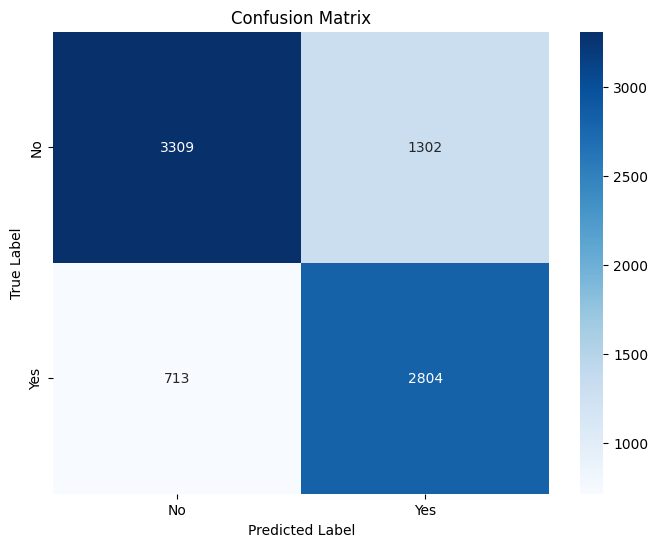 Confusion Matrix
No
3309
1302
Yes
713
2804
True Label
No
Yes
Predicted Label
3000
2500
2000
1500
1000